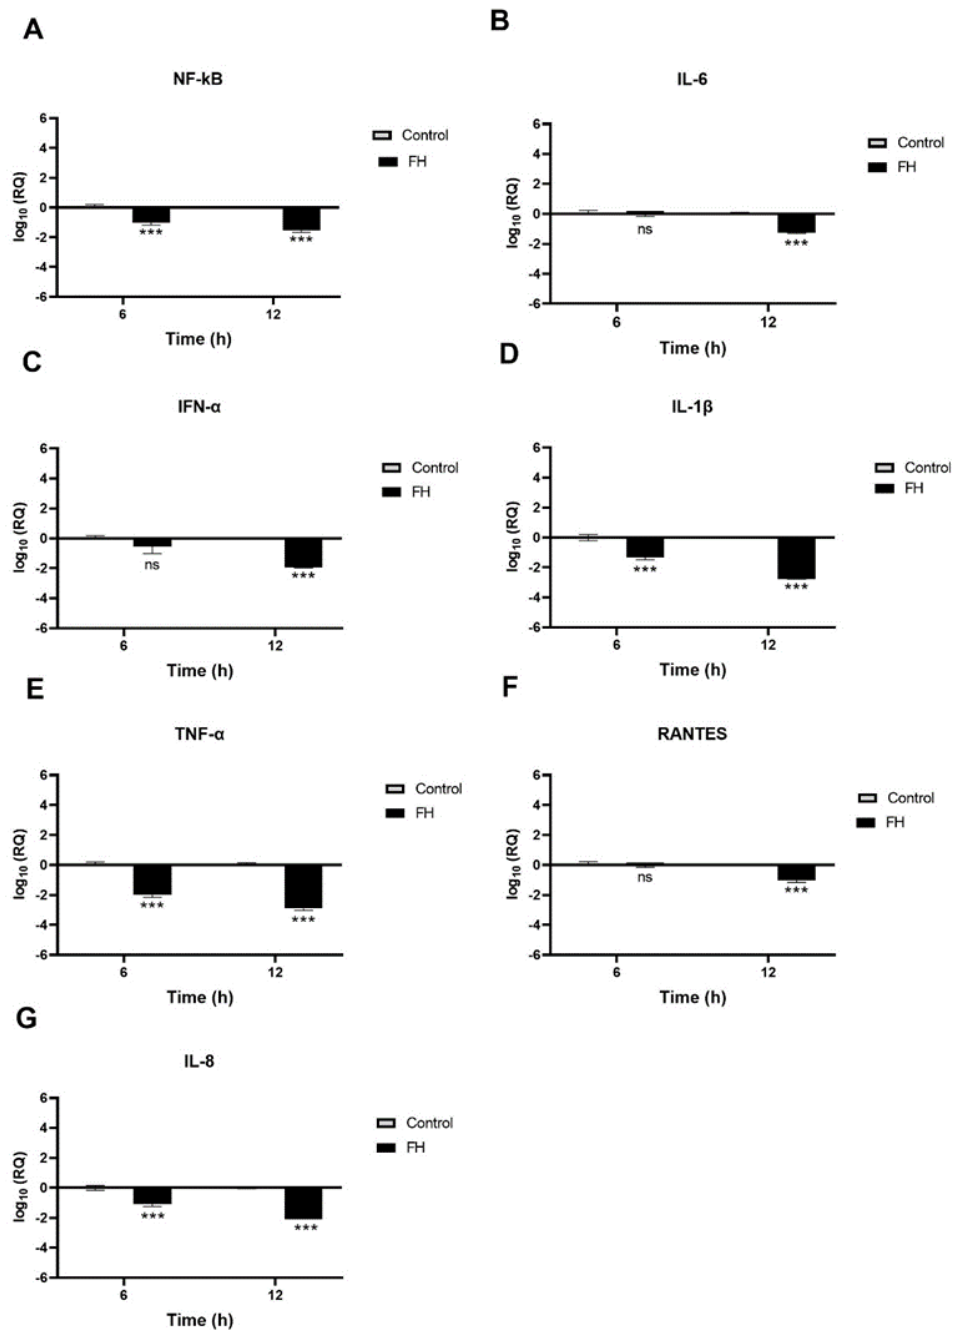 A
NF-kB
log10 (RQ)
6
4
2
0
-2
-4
-6
***
***
6
12
Time (h)
Control
FH
B
IL-6
log10 (RQ)
6
4
2
0
-2
-4
-6
ns
***
6
12
Time (h)
Control
FH
C
IFN-α
log10 (RQ)
6
4
2
0
-2
-4
-6
ns
***
6
12
Time (h)
Control
FH
D
IL-1β
log10 (RQ)
6
4
2
0
-2
-4
-6
***
***
6
12
Time (h)
Control
FH
E
TNF-α
log10 (RQ)
6
4
2
0
-2
-4
-6
***
***
6
12
Time (h)
Control
FH
F
RANTES
log10 (RQ)
6
4
2
0
-2
-4
-6
ns
***
6
12
Time (h)
Control
FH
G
IL-8
log10 (RQ)
6
4
2
0
-2
-4
-6
***
***
6
12
Time (h)
Control
FH